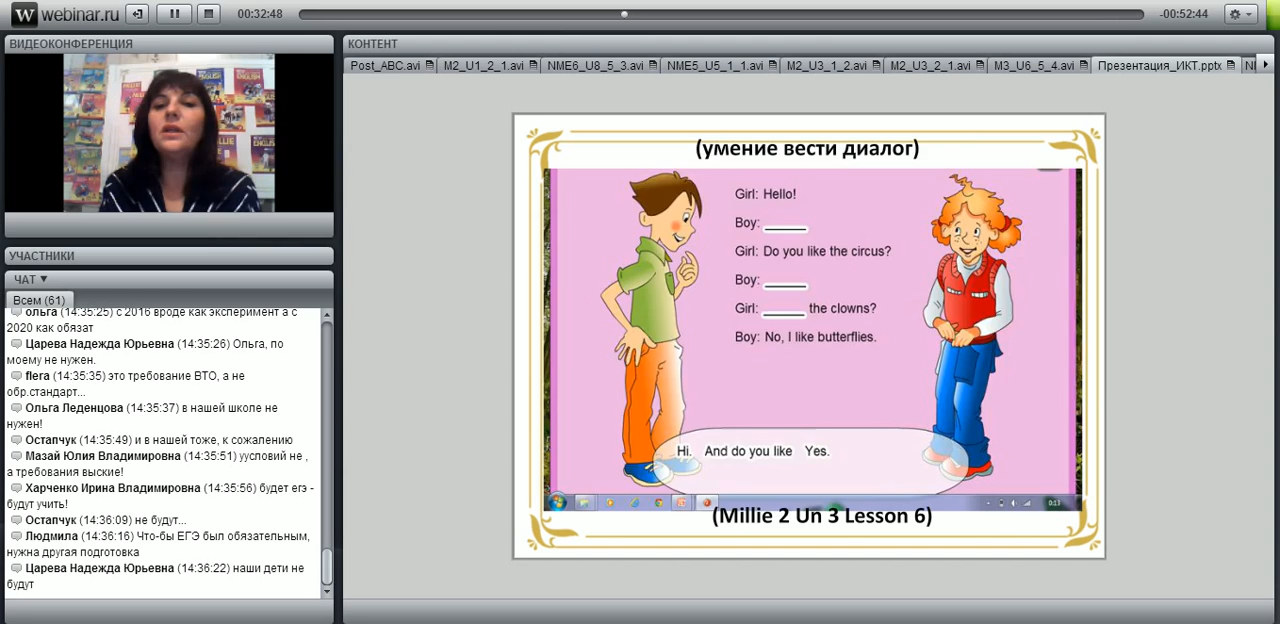 webinar.ru
00:32:48
-00:52:44
ВИДЕОКОНФЕРЕНЦИЯ
УЧАСТНИКИ
ЧАТ
Всем (61)
ольга (14:35:25) с 2016 вроде как эксперимент а с
2020 как обязат
Царева Надежда Юрьевна (14:35:26) Ольга, по
моему не нужен.
flera (14:35:35) это требование ВТО, а не
обр.стандарт...
Ольга Леденцова (14:35:37) в нашей школе не
нужен!
Остапчук (14:35:49) и в нашей тоже, к сожалению
Мазай Юлия Владимировна (14:35:51) уусловий не ,
а требования выские!
Харченко Ирина Владимировна (14:35:56) будет егэ -
будут учить!
Остапчук (14:36:09) не будут...
Людмила (14:36:16) Что-бы ЕГЭ был обязательным,
нужна другая подготовка
Царева Надежда Юрьевна (14:36:22) наши дети не
будут
КОНТЕНТ
Post_ABC.avi M2_U1_2_1.avi NME6_U8_5_3.avi NME5_U5_1_1.avi M2_U3_1_2.avi M2_U3_2_1.avi M3_U6_5_4.avi Презентация_ИКТ.pptx
(умение вести диалог)
Girl: Hello!
Boy: ______
Girl: Do you like the circus?
Boy: ______
Girl: ______ the clowns?
Boy: No, I like butterflies.
Hi. And do you like Yes.
(Millie 2 Un 3 Lesson 6)